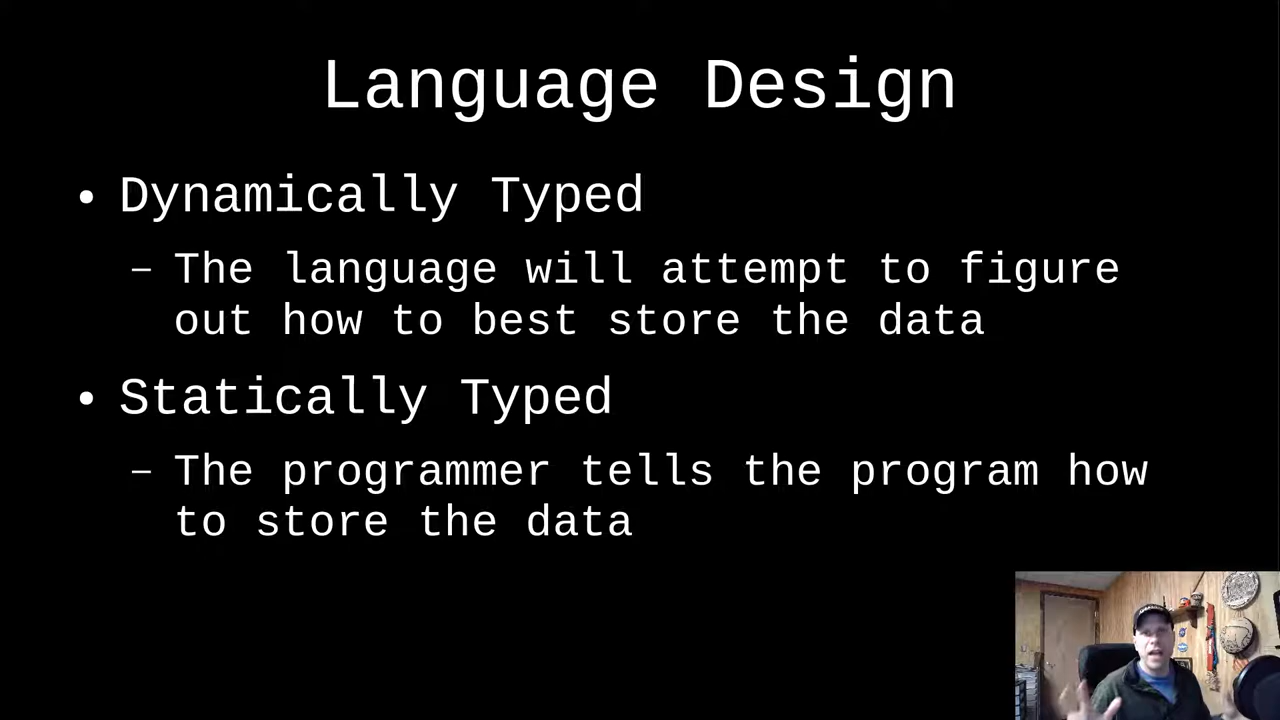 Language Design
• Dynamically Typed
– The language will attempt to figure
out how to best store the data
• Statically Typed
– The programmer tells the program how
to store the data